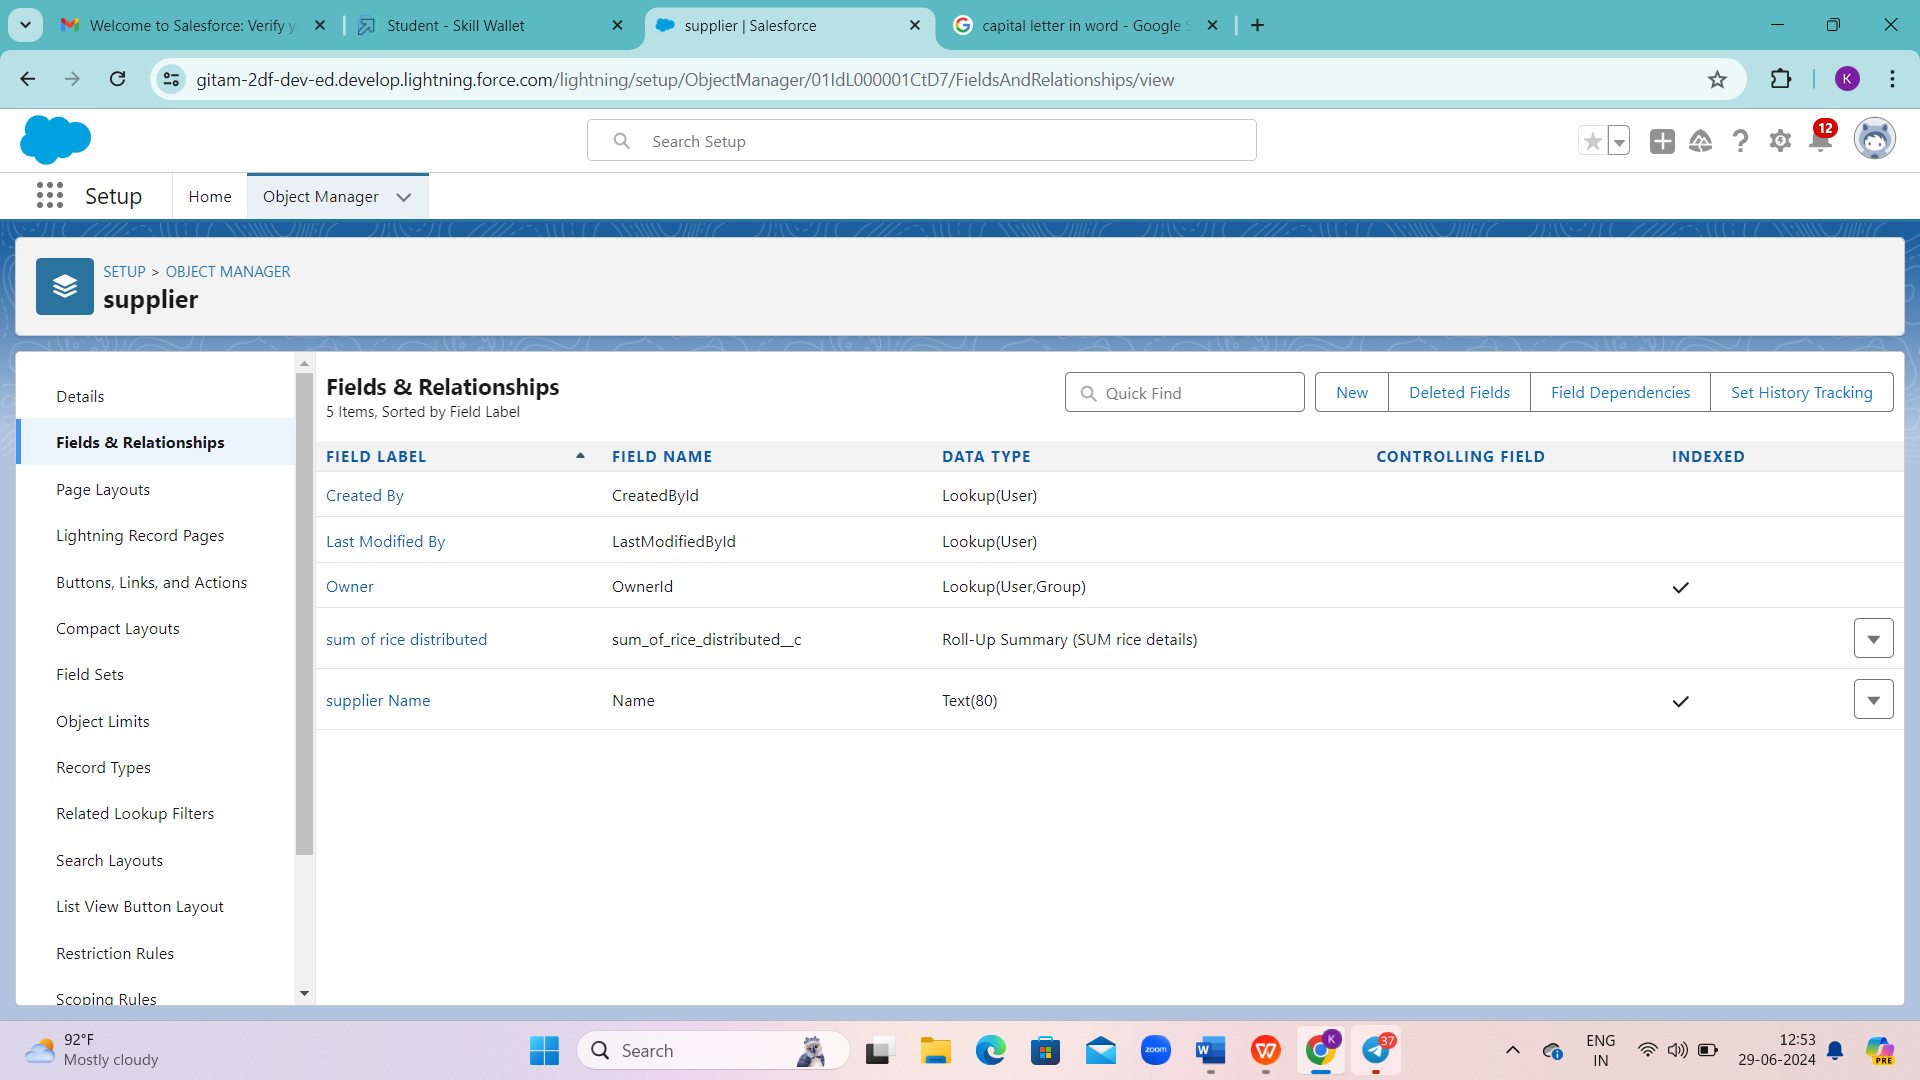 Welcome to Salesforce: Verify y
Student - Skill Wallet
supplier | Salesforce
capital letter in word - Google S
gitam-2df-dev-ed.develop.lightning.force.com/lightning/setup/ObjectManager/01IdL000001CtD7/FieldsAndRelationships/view
K
Search Setup
12
Setup
Home
Object Manager
SETUP > OBJECT MANAGER
supplier
Details
Fields & Relationships
Page Layouts
Lightning Record Pages
Buttons, Links, and Actions
Compact Layouts
Field Sets
Object Limits
Record Types
Related Lookup Filters
Search Layouts
List View Button Layout
Restriction Rules
Scoping Rules
Fields & Relationships
5 Items, Sorted by Field Label
Quick Find
New
Deleted Fields
Field Dependencies
Set History Tracking
FIELD LABEL FIELD NAME DATA TYPE CONTROLLING FIELD INDEXED
Created By CreatedById Lookup(User)
Last Modified By LastModifiedById Lookup(User)
Owner OwnerId Lookup(User,Group)
sum of rice distributed sum_of_rice_distributed__c Roll-Up Summary (SUM rice details)
supplier Name Name Text(80)
92°F
Mostly cloudy
Search
zoom
W
W
K
37
ENG
IN
12:53
29-06-2024
PRE